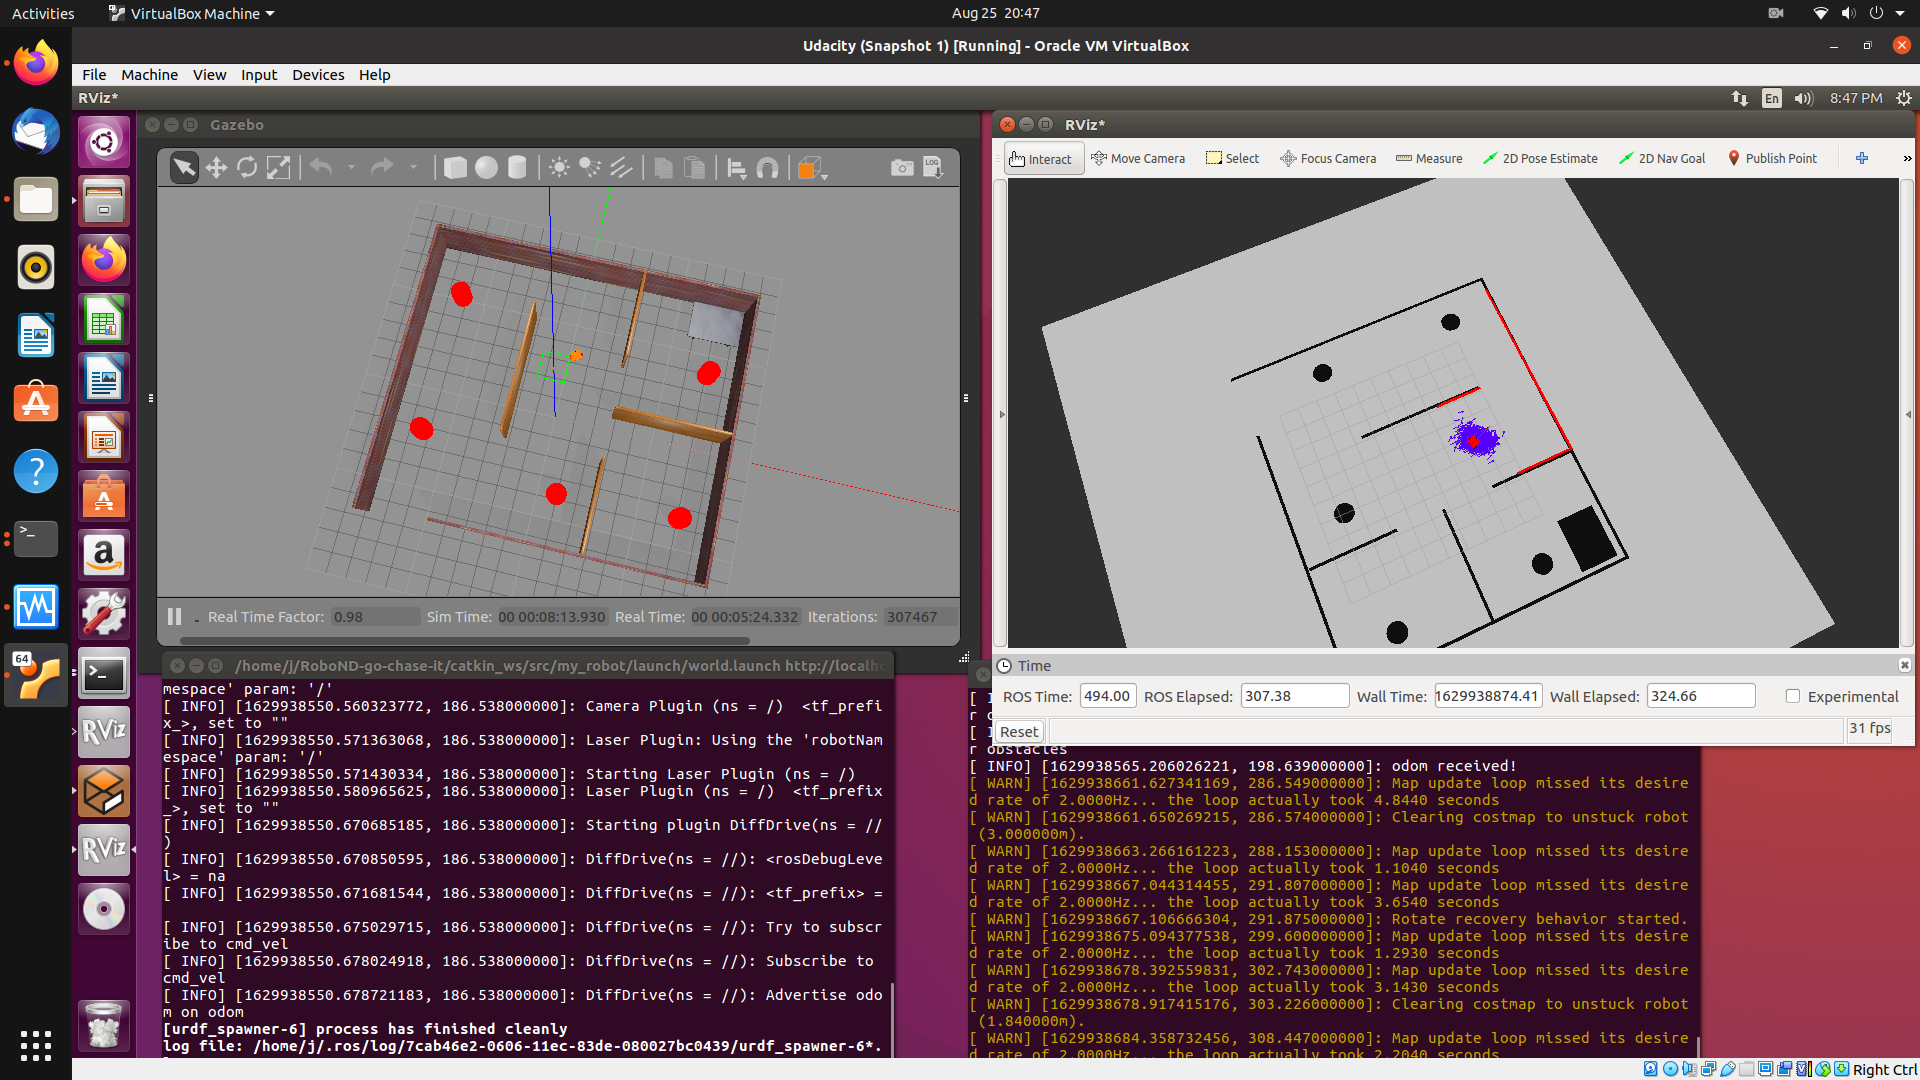 Activities
VirtualBox Machine
Aug 25 20:47
Udacity (Snapshot 1) [Running] - Oracle VM VirtualBox
File Machine View Input Devices Help
RViz*
En
8:47 PM
Gazebo
LOG
Real Time Factor: 0.98 Sim Time: 00 00:08:13.930 Real Time: 00 00:05:24.332 Iterations: 307467
RViz*
Interact Move Camera Select Focus Camera Measure 2D Pose Estimate 2D Nav Goal Publish Point
Time
ROS Time: 494.00 ROS Elapsed: 307.38 Wall Time: 1629938874.41 Wall Elapsed: 324.66 Experimental
Reset
31 fps
64
RViz
RViz
/home/j/RoboND-go-chase-it/catkin_ws/src/my_robot/launch/world.launch http://localho
mespace' param: '/'
[ INFO] [1629938550.560323772, 186.538000000]: Camera Plugin (ns = /)  <tf_prefi
x_>, set to ""
[ INFO] [1629938550.571363068, 186.538000000]: Laser Plugin: Using the 'robotNam
espace' param: '/'
[ INFO] [1629938550.571430334, 186.538000000]: Starting Laser Plugin (ns = /)
[ INFO] [1629938550.580965625, 186.538000000]: Laser Plugin (ns = /)  <tf_prefix
_>, set to ""
[ INFO] [1629938550.670685185, 186.538000000]: Starting plugin DiffDrive(ns = //
)
[ INFO] [1629938550.670850595, 186.538000000]: DiffDrive(ns = //): <rosDebugLeve
l> = na
[ INFO] [1629938550.671681544, 186.538000000]: DiffDrive(ns = //): <tf_prefix> =
[ INFO] [1629938550.675029715, 186.538000000]: DiffDrive(ns = //): Try to subscr
ibe to cmd_vel
[ INFO] [1629938550.678024918, 186.538000000]: DiffDrive(ns = //): Subscribe to
cmd_vel
[ INFO] [1629938550.678721183, 186.538000000]: DiffDrive(ns = //): Advertise odo
m on odom
[urdf_spawner-6] process has finished cleanly
log file: /home/j/.ros/log/7cab46e2-0606-11ec-83de-080027bc0439/urdf_spawner-6*.
r obstacles
[ INFO] [1629938565.206026221, 198.639000000]: odom received!
[ WARN] [1629938661.627341169, 286.549000000]: Map update loop missed its desire
d rate of 2.0000Hz... the loop actually took 4.8440 seconds
[ WARN] [1629938661.650269215, 286.574000000]: Clearing costmap to unstuck robot
(3.000000m).
[ WARN] [1629938663.266161223, 288.153000000]: Map update loop missed its desire
d rate of 2.0000Hz... the loop actually took 1.1040 seconds
[ WARN] [1629938667.044314455, 291.807000000]: Map update loop missed its desire
d rate of 2.0000Hz... the loop actually took 3.6540 seconds
[ WARN] [1629938667.106666304, 291.875000000]: Rotate recovery behavior started.
[ WARN] [1629938675.094377538, 299.600000000]: Map update loop missed its desire
d rate of 2.0000Hz... the loop actually took 1.2930 seconds
[ WARN] [1629938678.392559831, 302.743000000]: Map update loop missed its desire
d rate of 2.0000Hz... the loop actually took 3.1430 seconds
[ WARN] [1629938678.917415176, 303.226000000]: Clearing costmap to unstuck robot
(1.840000m).
[ WARN] [1629938684.358732456, 308.447000000]: Map update loop missed its desire
d rate of 2.0000Hz... the loop actually took 2.2040 seconds
Right Ctrl